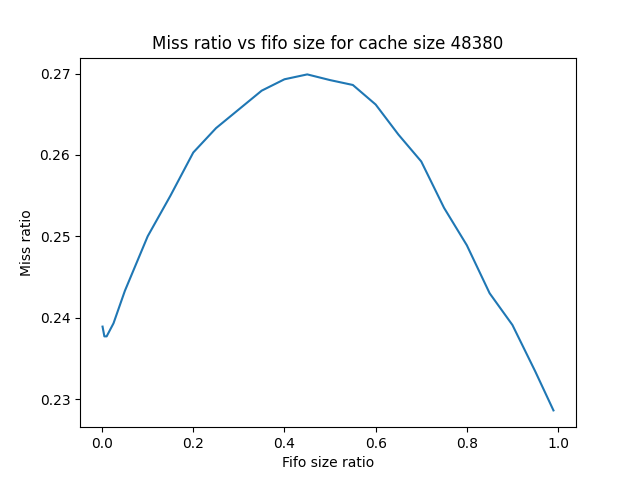 Miss ratio vs fifo size for cache size 48380
0.27
0.26
0.25
0.24
0.23
Miss ratio
0.0 0.2 0.4 0.6 0.8 1.0
Fifo size ratio